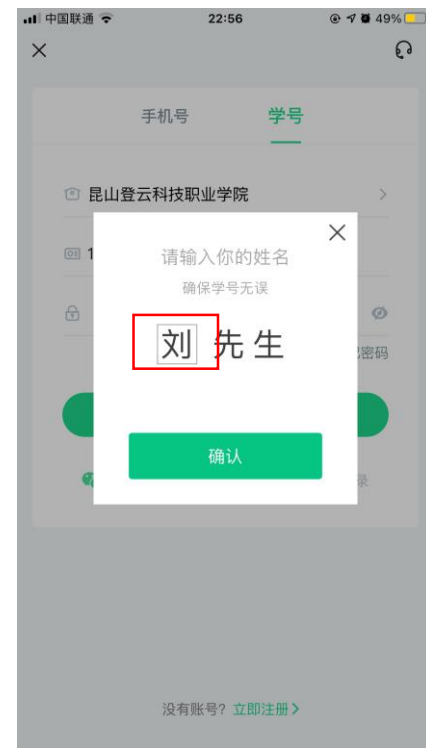 中国联通 22:56 49%
手机号 学号
昆山登云科技职业学院
1
请输入你的姓名
确保学号无误
刘 先 生
密码
确认
录
没有账号? 立即注册